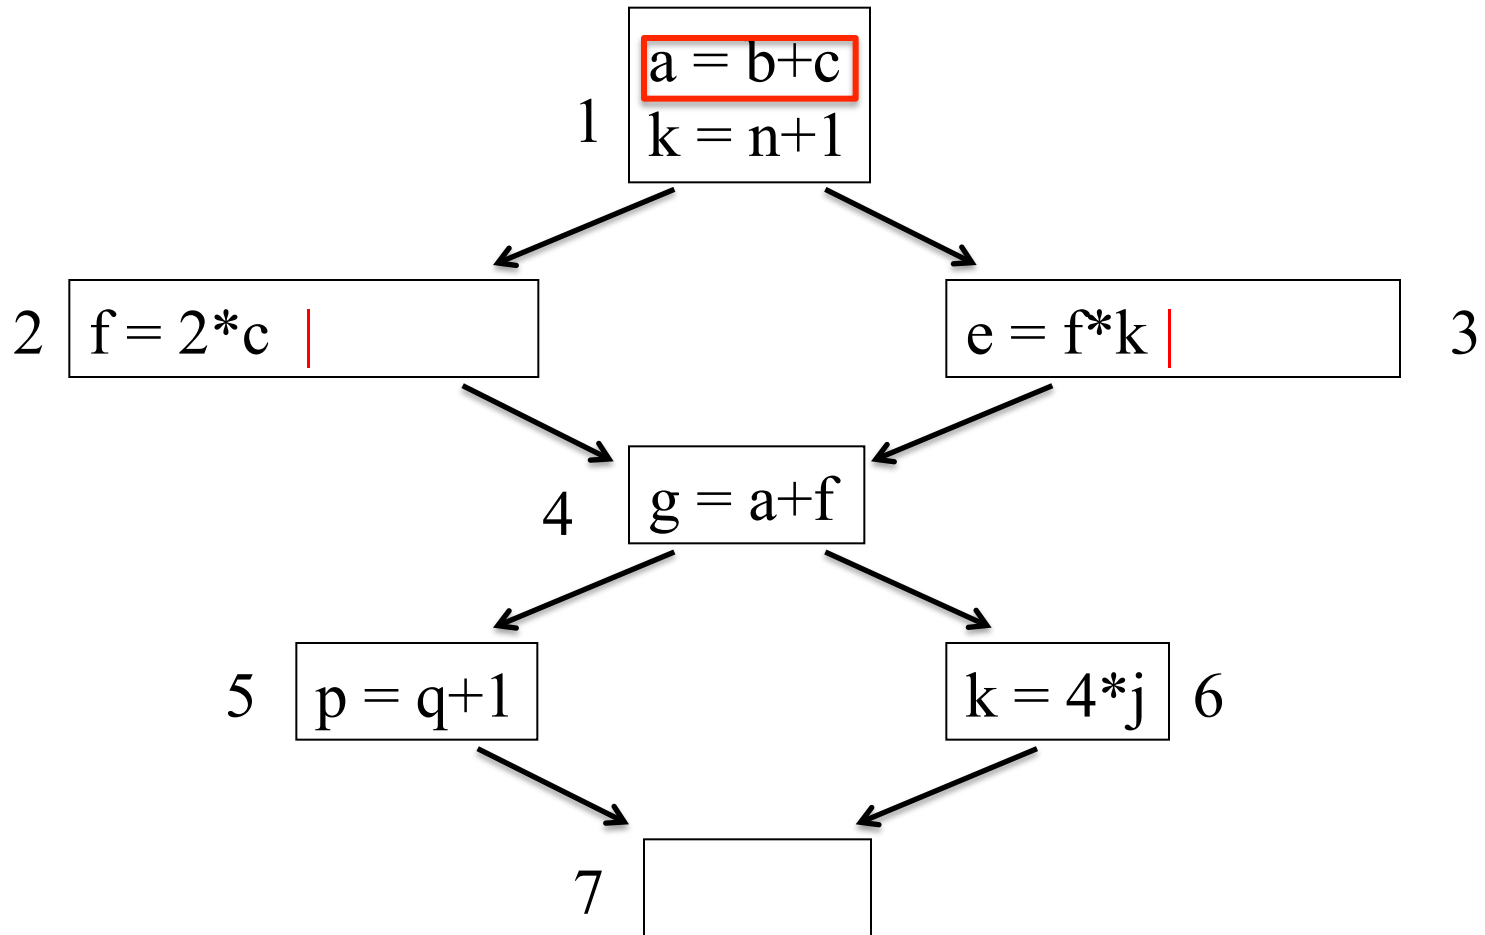 a = b+c
1
k = n+1
2
f = 2*c
e = f*k
3
4
g = a+f
5
p = q+1
k = 4*j
6
7